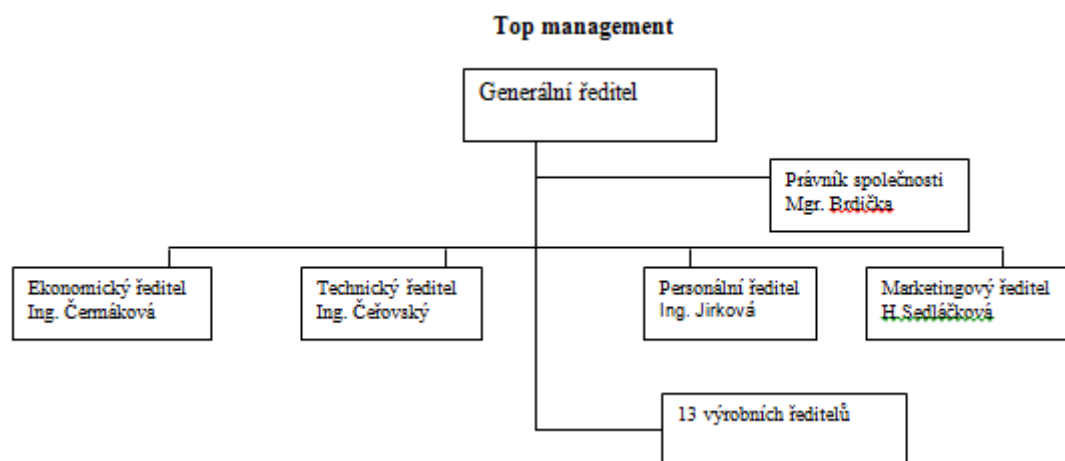 Top management
Generální ředitel
Právník společnosti
Mgr. Brdička
Ekonomický ředitel
Ing. Čermáková
Technický ředitel
Ing. Čeřovský
Personální ředitel
Ing. Jirková
Marketingový ředitel
H.Sedláčková
13 výrobních ředitelů